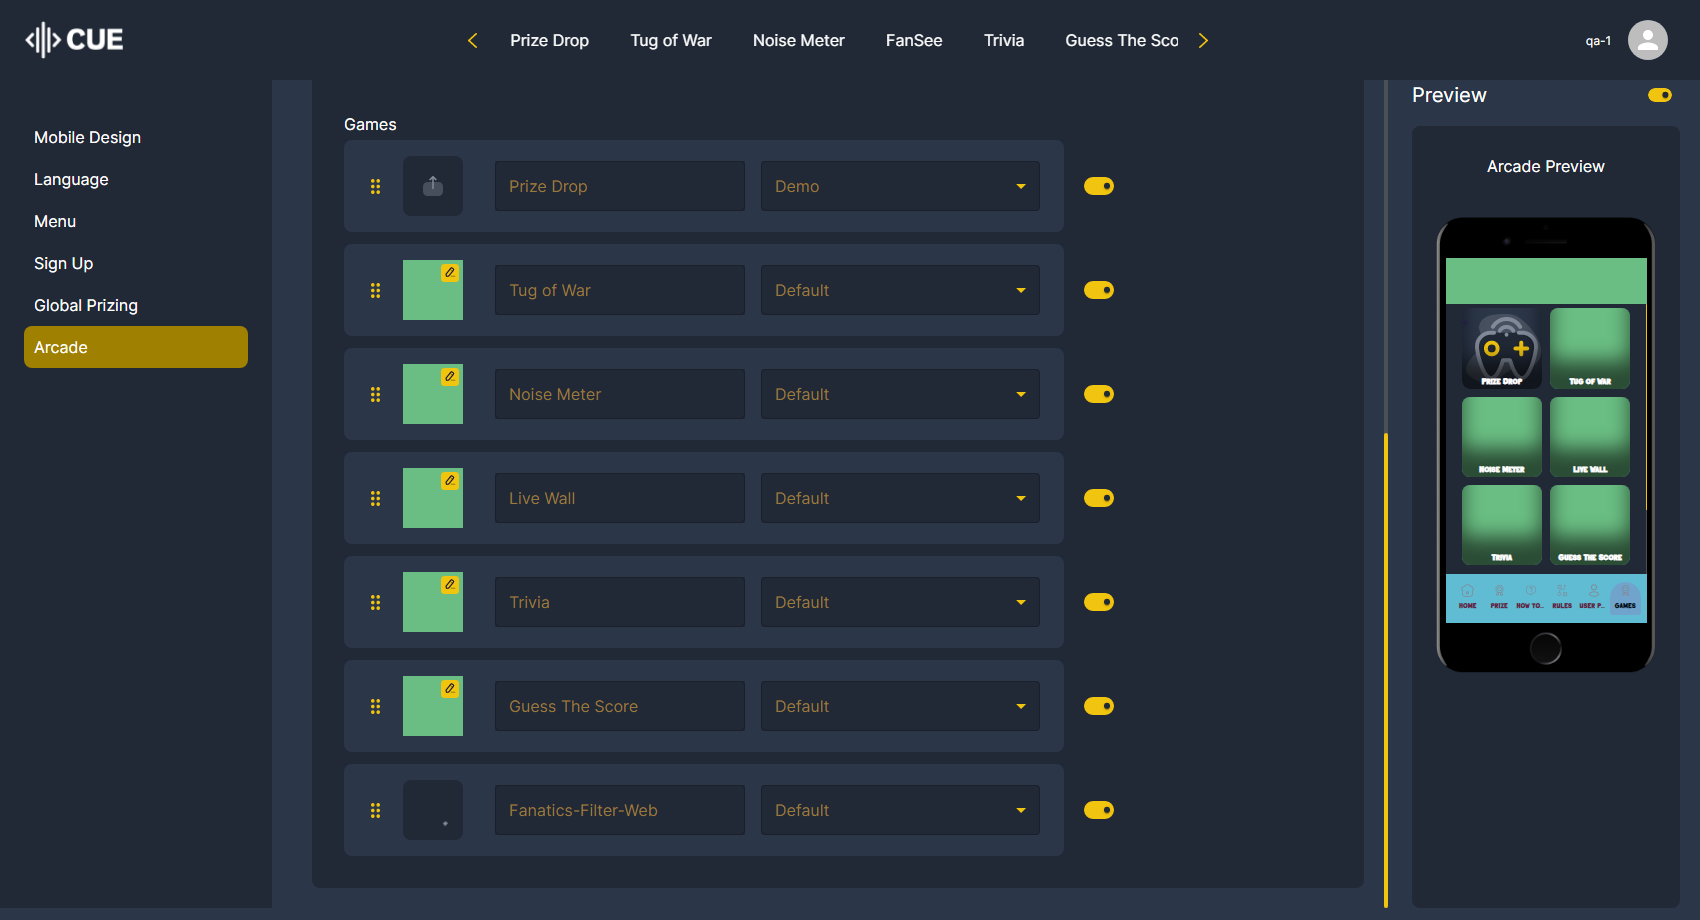 CUE
Prize Drop Tug of War Noise Meter FanSee Trivia Guess The Sco
qa-1
Mobile Design
Language
Menu
Sign Up
Global Prizing
Arcade
Games
Prize Drop Demo
Tug of War Default
Noise Meter Default
Live Wall Default
Trivia Default
Guess The Score Default
Fanatics-Filter-Web Default
Preview
Arcade Preview
PRIZE DROP TUG OF WAR
NOISE METER LIVE WALL
TRIVIA GUESS THE SCORE
HOME PRIZE HOW TO.. RULES USER P.. GAMES